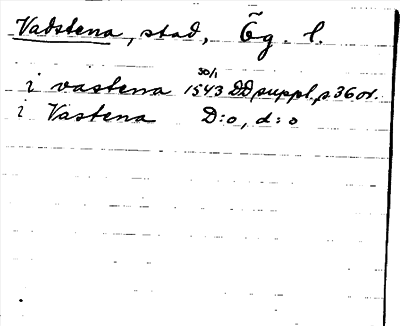 Vadstena, stad, Ög. l.
i vastena 30/1 1543 DD suppl., s 36 or.
i Vastena D:o, d:o